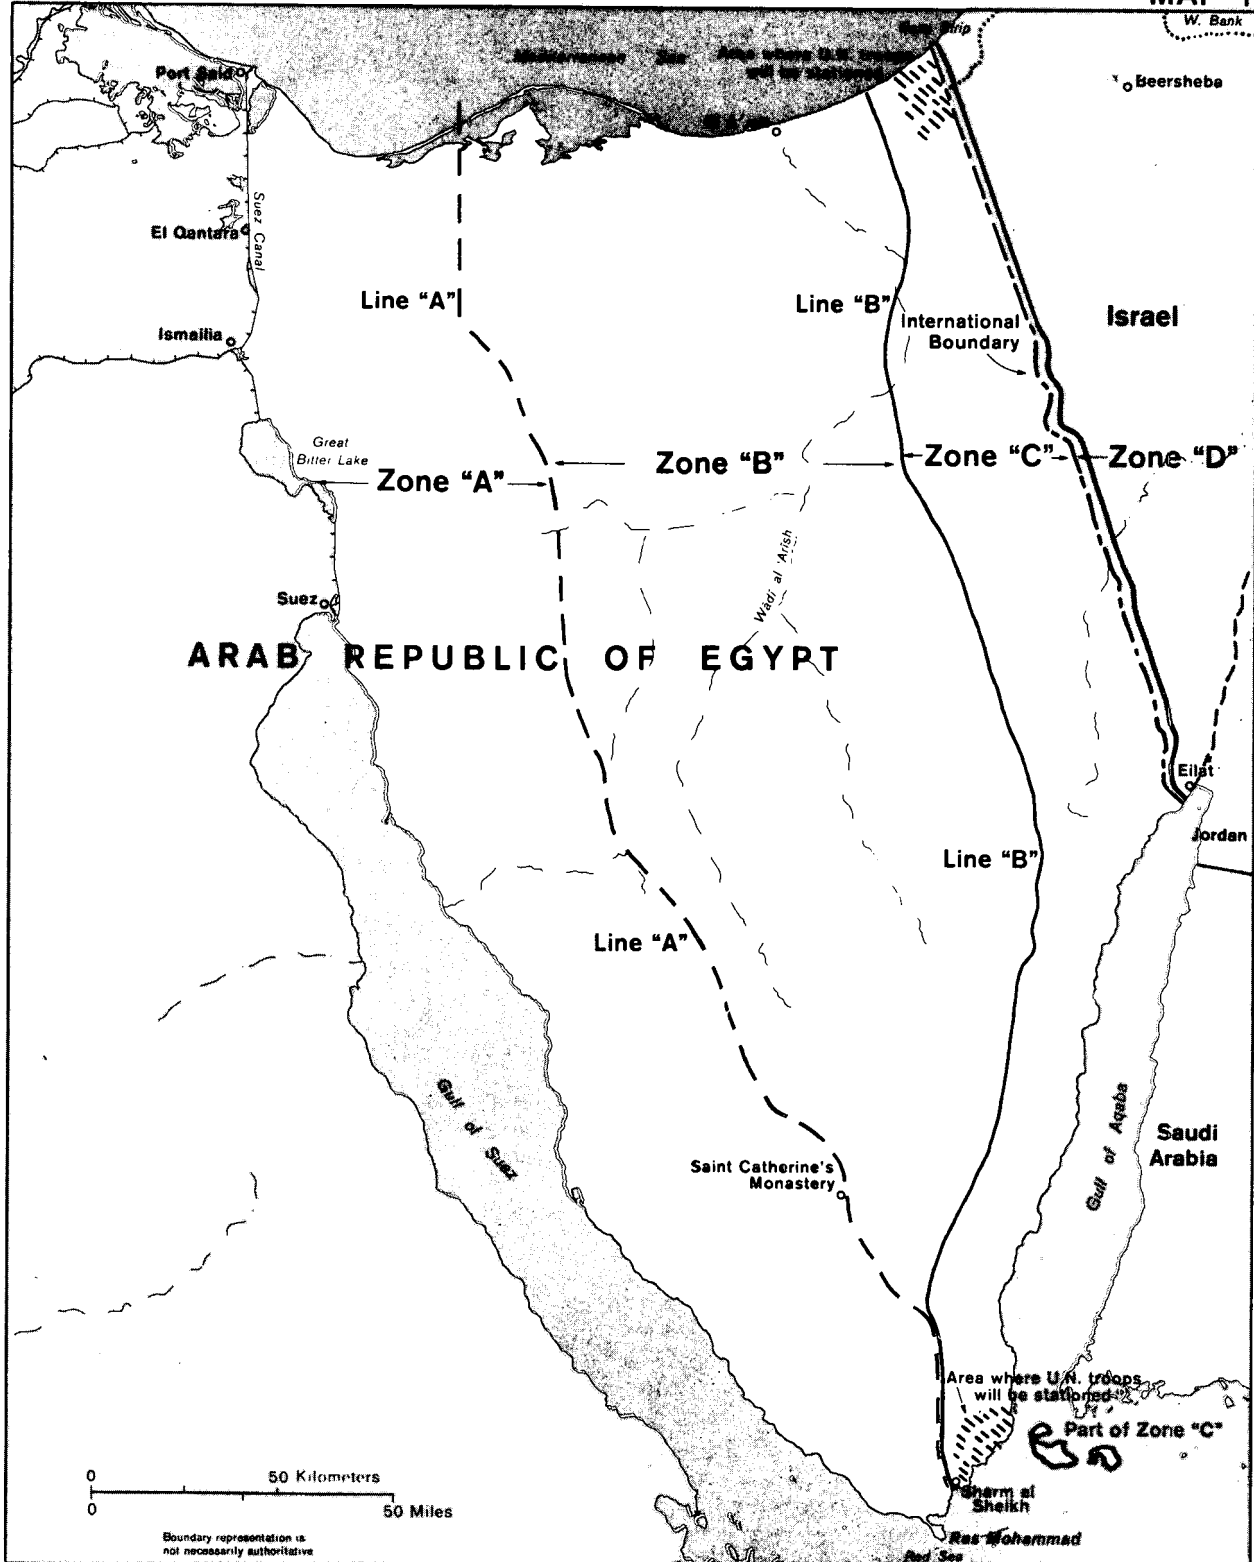 W. Bank
Strip
Mediterranean Sea
Area where U.N. troops
will be stationed
Port Said
Beersheba
Suez Canal
El Qantara
Line "A"
Line "B"
International
Boundary
Israel
Ismailia
Great
Bitter Lake
Zone "A"
Zone "B"
Zone "C"
Zone "D"
Wādī al 'Arīsh
Suez
ARAB REPUBLIC OF EGYPT
Eilat
Jordan
Line "B"
Line "A"
Gulf of Suez
Gulf of Aqaba
Saudi
Arabia
Saint Catherine's
Monastery
Area where U.N. troops
will be stationed
Part of Zone "C"
0 50 Kilometers
0 50 Miles
Sharm al
Sheikh
Ras Mohammad
Red Sea
Boundary representation is
not necessarily authoritative